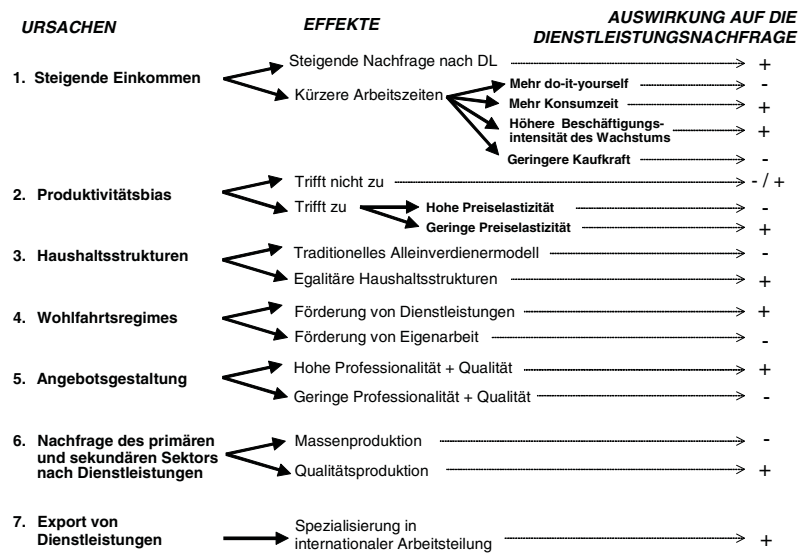 URSACHEN EFFEKTE AUSWIRKUNG AUF DIE
DIENSTLEISTUNGSNACHFRAGE
1. Steigende Einkommen
Steigende Nachfrage nach DL +
Kürzere Arbeitszeiten
Mehr do-it-yourself -
Mehr Konsumzeit +
Höhere Beschäftigungs-
intensität des Wachstums +
Geringere Kaufkraft -
2. Produktivitätsbias
Trifft nicht zu - / +
Trifft zu
Hohe Preiselastizität -
Geringe Preiselastizität +
3. Haushaltsstrukturen
Traditionelles Alleinverdienermodell -
Egalitäre Haushaltsstrukturen +
4. Wohlfahrtsregimes
Förderung von Dienstleistungen +
Förderung von Eigenarbeit -
5. Angebotsgestaltung
Hohe Professionalität + Qualität +
Geringe Professionalität + Qualität -
6. Nachfrage des primären
und sekundären Sektors
nach Dienstleistungen
Massenproduktion -
Qualitätsproduktion +
7. Export von
Dienstleistungen
Spezialisierung in
internationaler Arbeitsteilung +